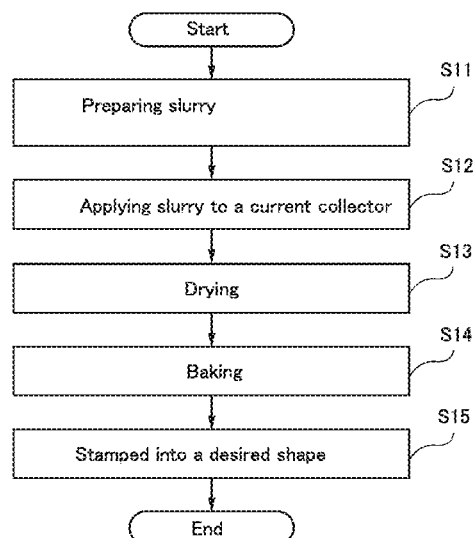 Start
S11
Preparing slurry
S12
Applying slurry to a current collector
S13
Drying
S14
Baking
S15
Stamped into a desired shape
End